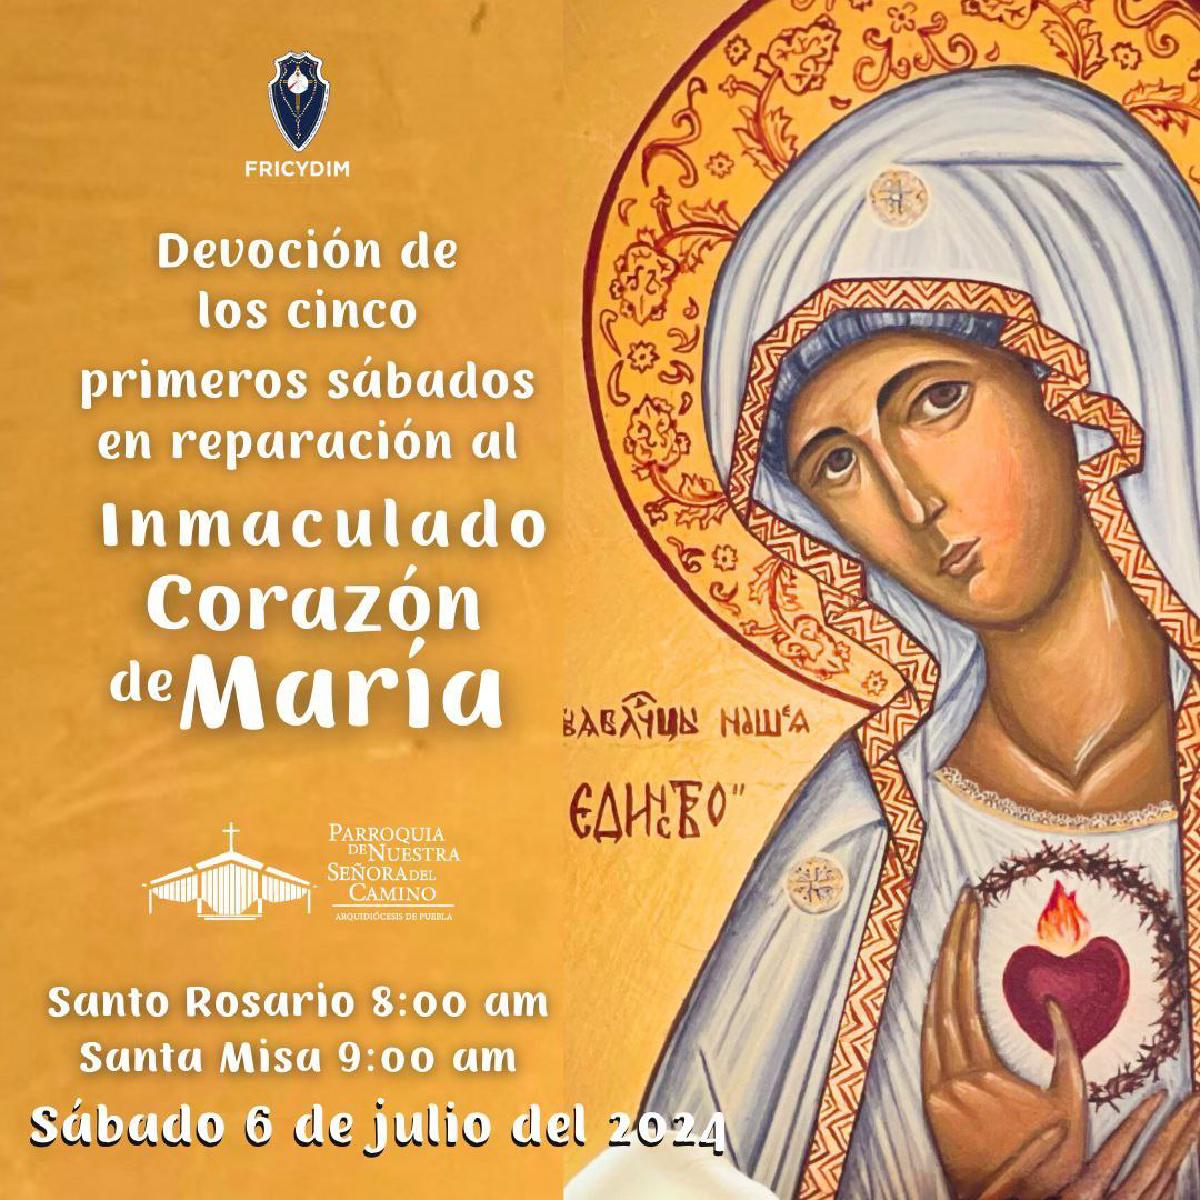 FRICYDIM
Devoción de
los cinco
primeros sábados
en reparación al
Inmaculado
Corazón
de María
PARROQUIA
DE NUESTRA
SEÑORA DEL
CAMINO
ARQUIDIÓCESIS DE PUEBLA
Santo Rosario 8:00 am
Santa Misa 9:00 am
Sábado 6 de julio del 2024